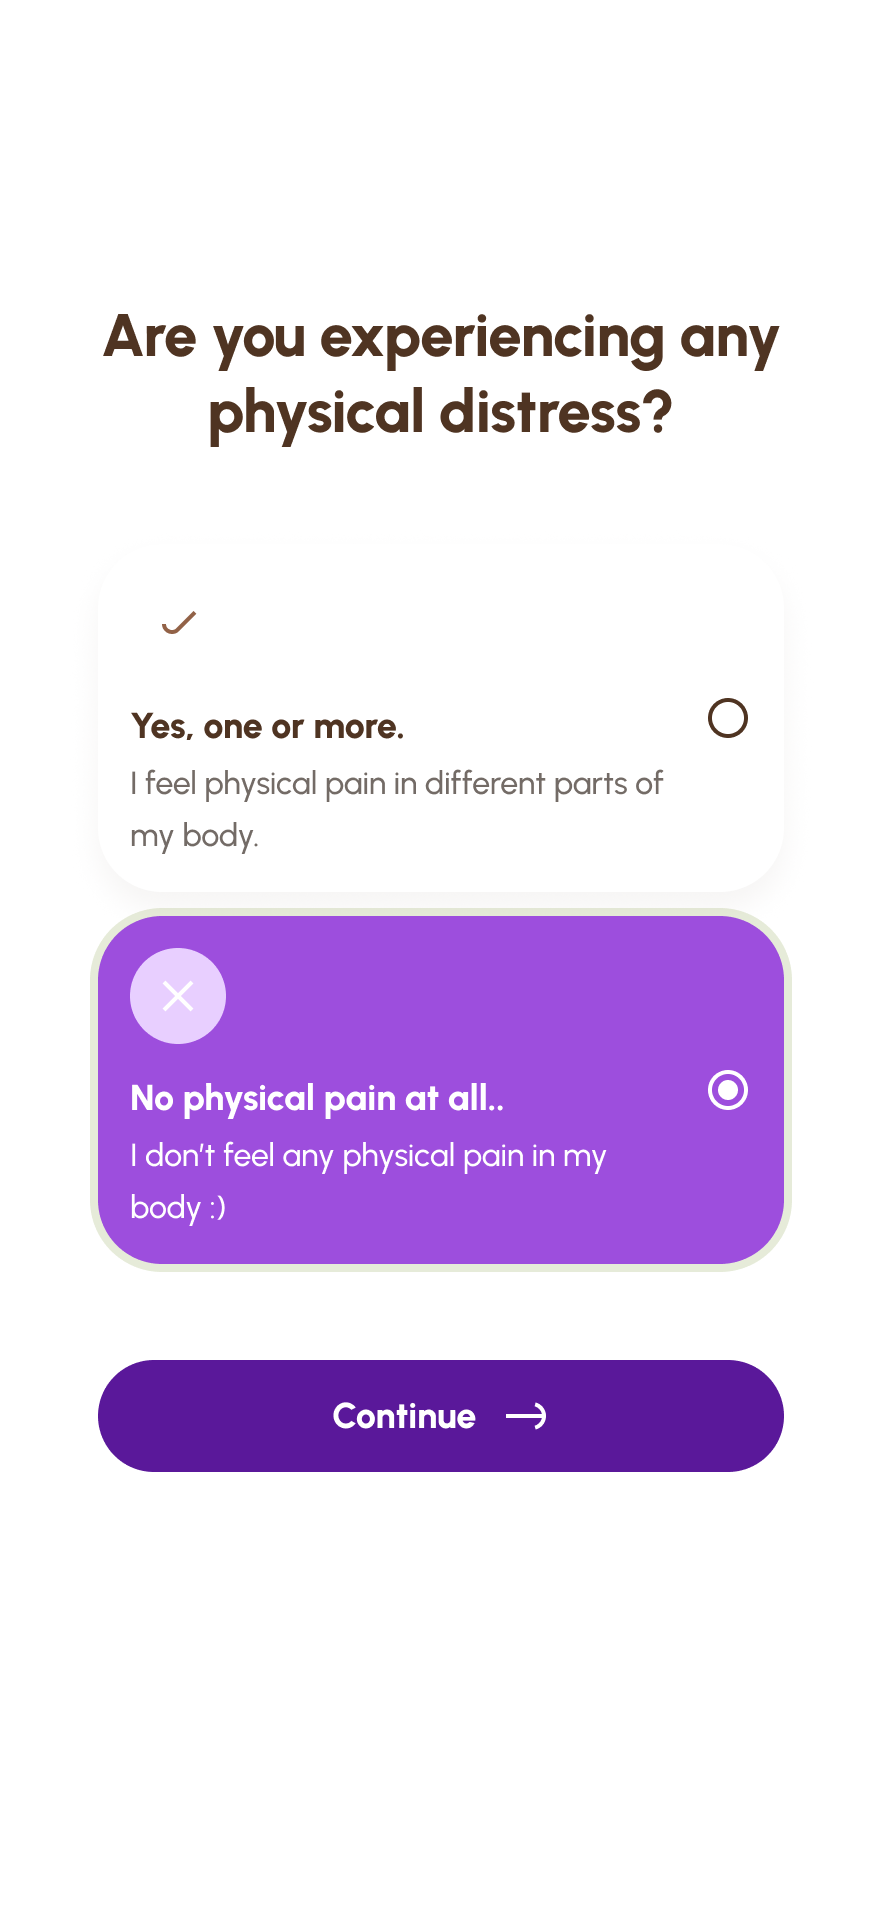 Are you experiencing any
physical distress?
Yes, one or more.
I feel physical pain in different parts of
my body.
No physical pain at all..
I don't feel any physical pain in my
body :)
Continue